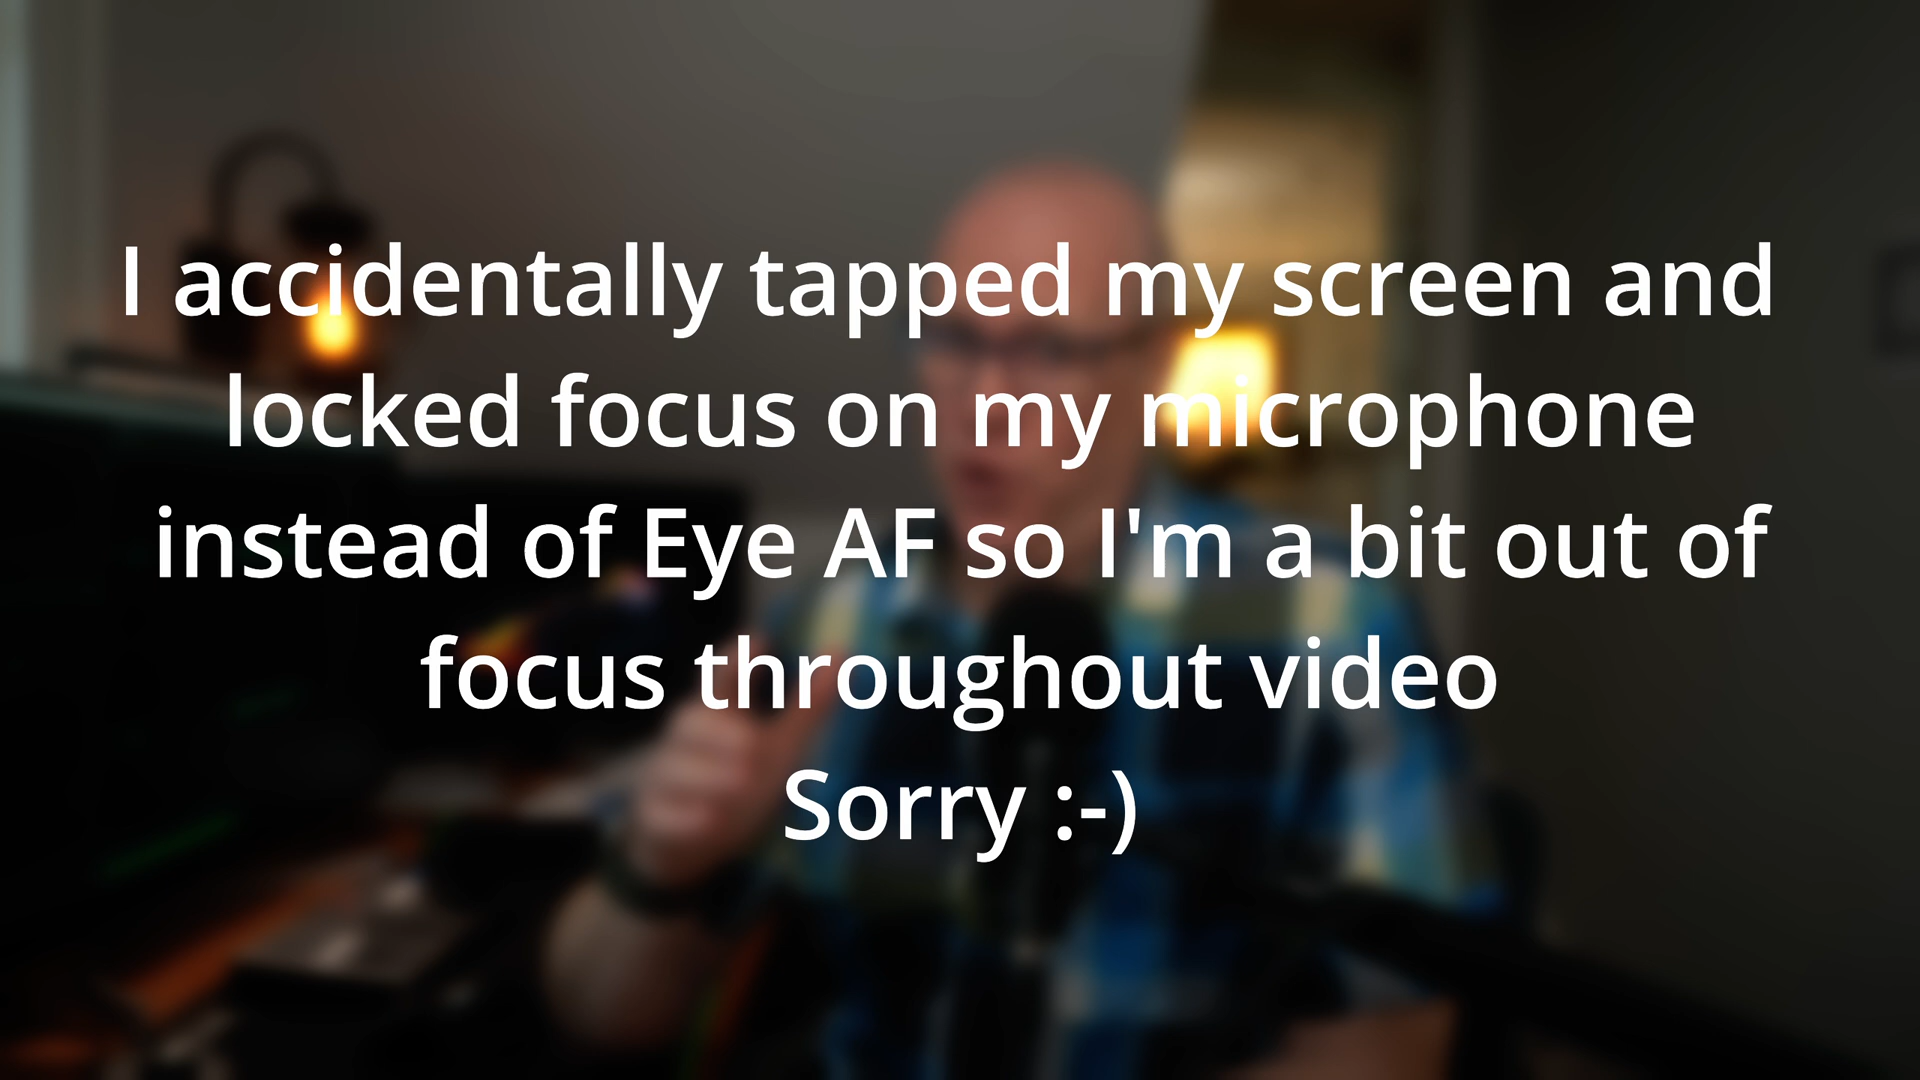 I accidentally tapped my screen and
locked focus on my microphone
instead of Eye AF so I'm a bit out of
focus throughout video
Sorry :-)